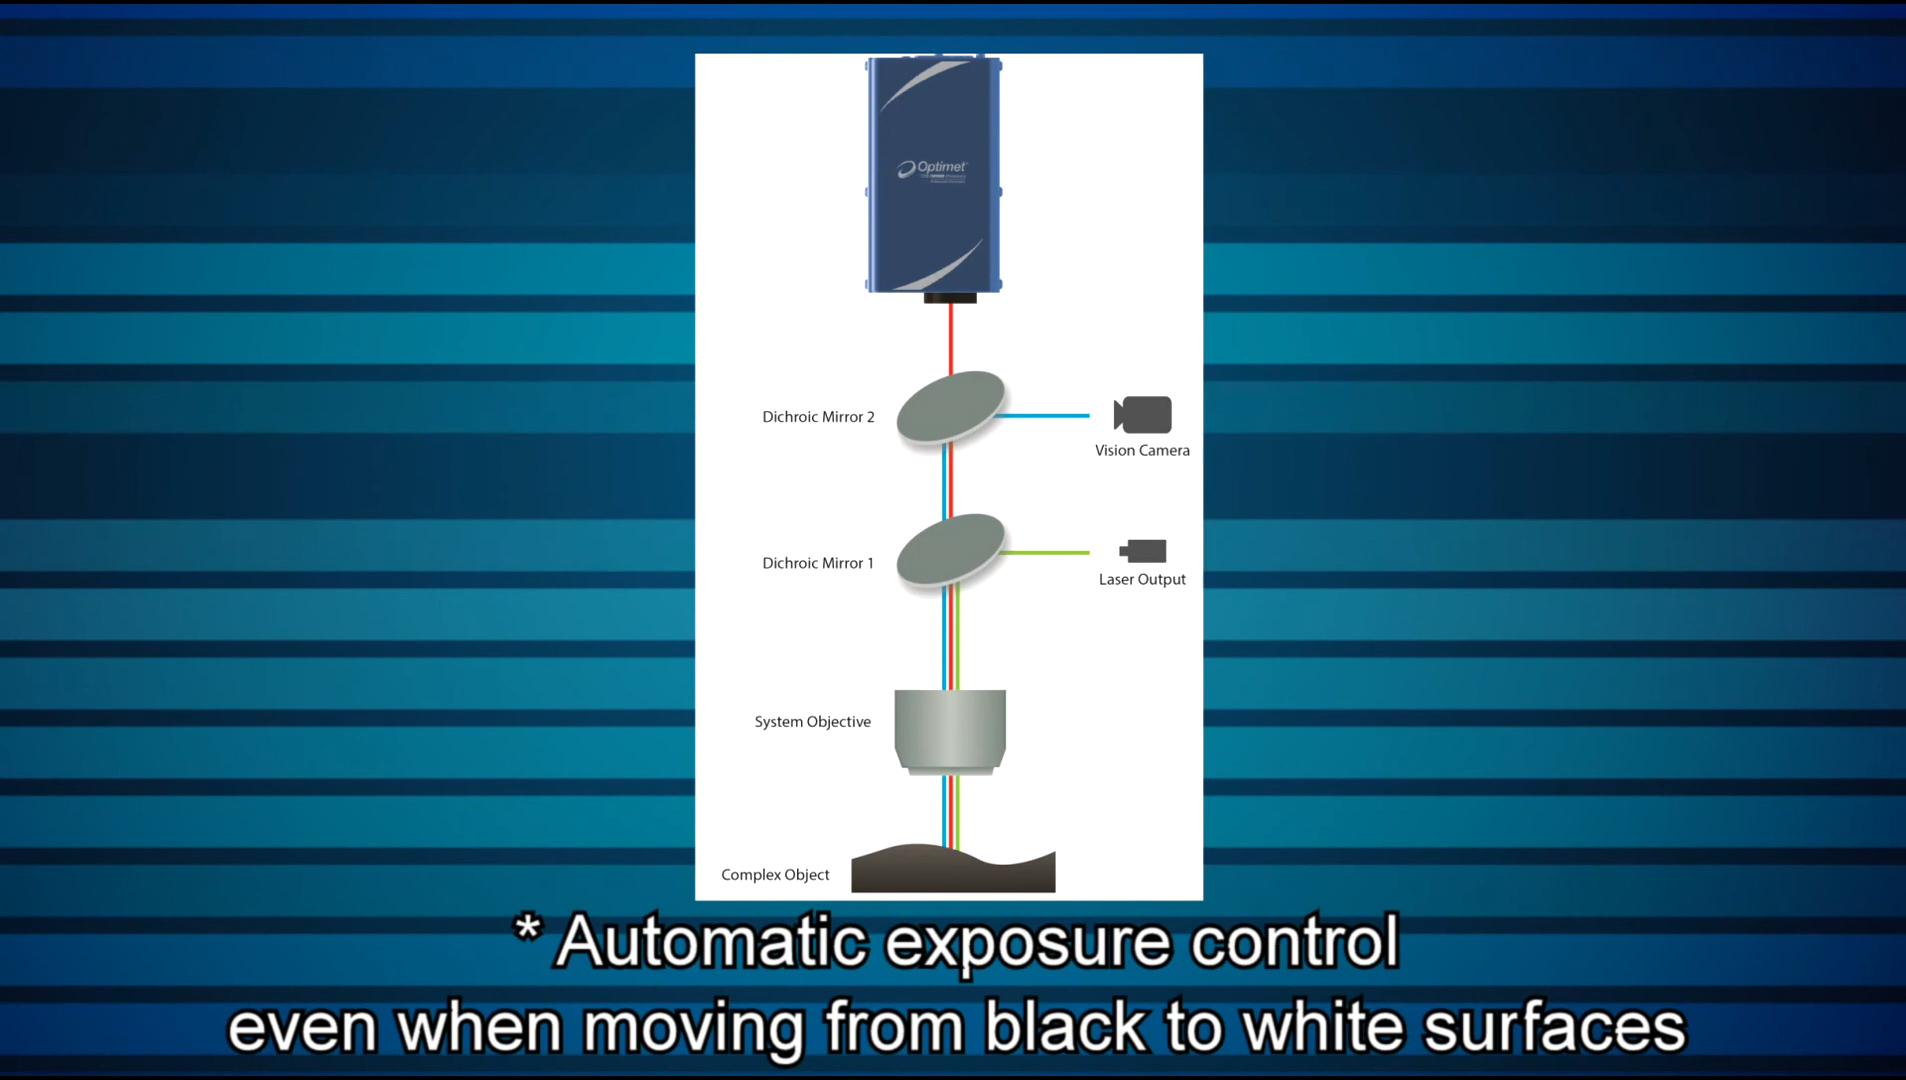 Optimet
Dichroic Mirror 2
Vision Camera
Dichroic Mirror 1
Laser Output
System Objective
Complex Object
* Automatic exposure control
even when moving from black to white surfaces